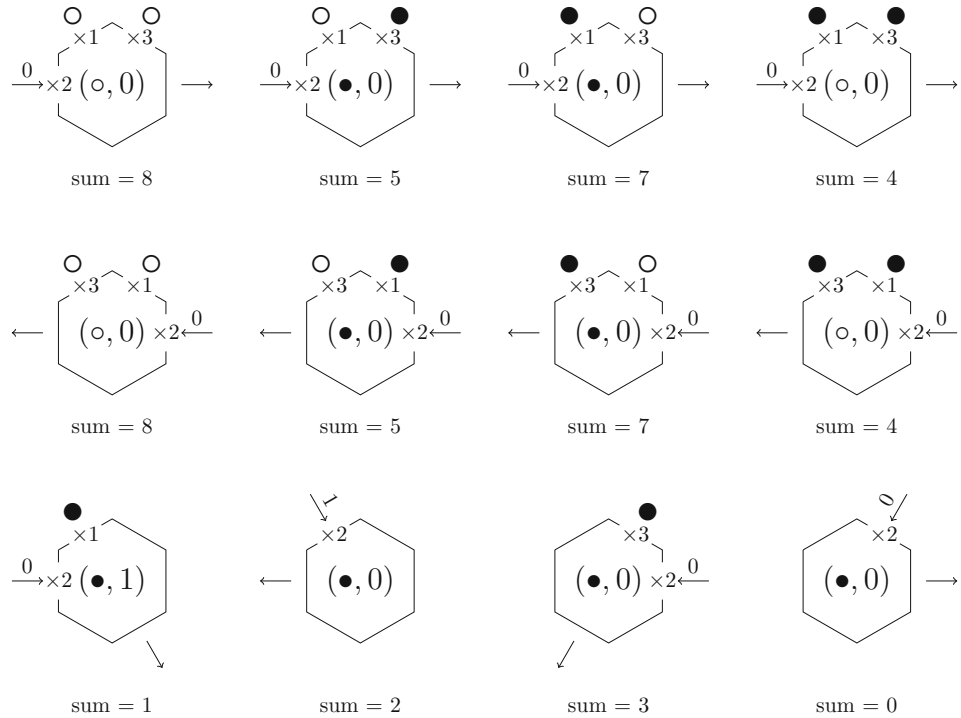 ×1 ×3 ×1 ×3 ×1 ×3 ×1 ×3
0 ×2 (○, 0) 0 ×2 (●, 0) 0 ×2 (●, 0) 0 ×2 (○, 0)
sum = 8 sum = 5 sum = 7 sum = 4
×3 ×1 ×3 ×1 ×3 ×1 ×3 ×1
(○, 0) ×2 0 (●, 0) ×2 0 (●, 0) ×2 0 (○, 0) ×2 0
sum = 8 sum = 5 sum = 7 sum = 4
1 0
×1 ×2 ×3 ×2
0 ×2 (●, 1) (●, 0) (●, 0) ×2 0 (●, 0)
sum = 1 sum = 2 sum = 3 sum = 0